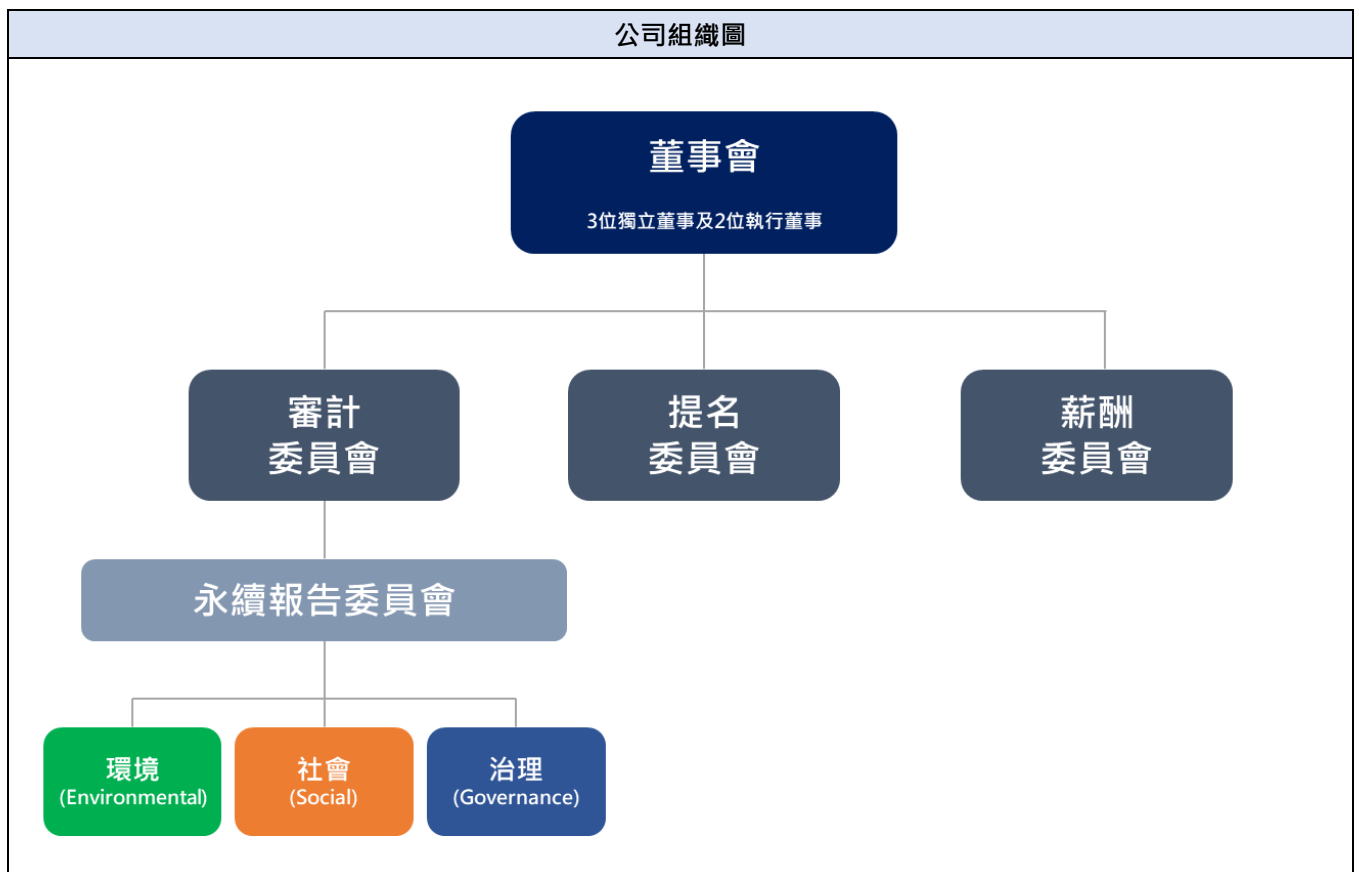 公司組織圖
董事會
3位獨立董事及2位執行董事
審計
委員會
提名
委員會
薪酬
委員會
永續報告委員會
環境
(Environmental)
社會
(Social)
治理
(Governance)